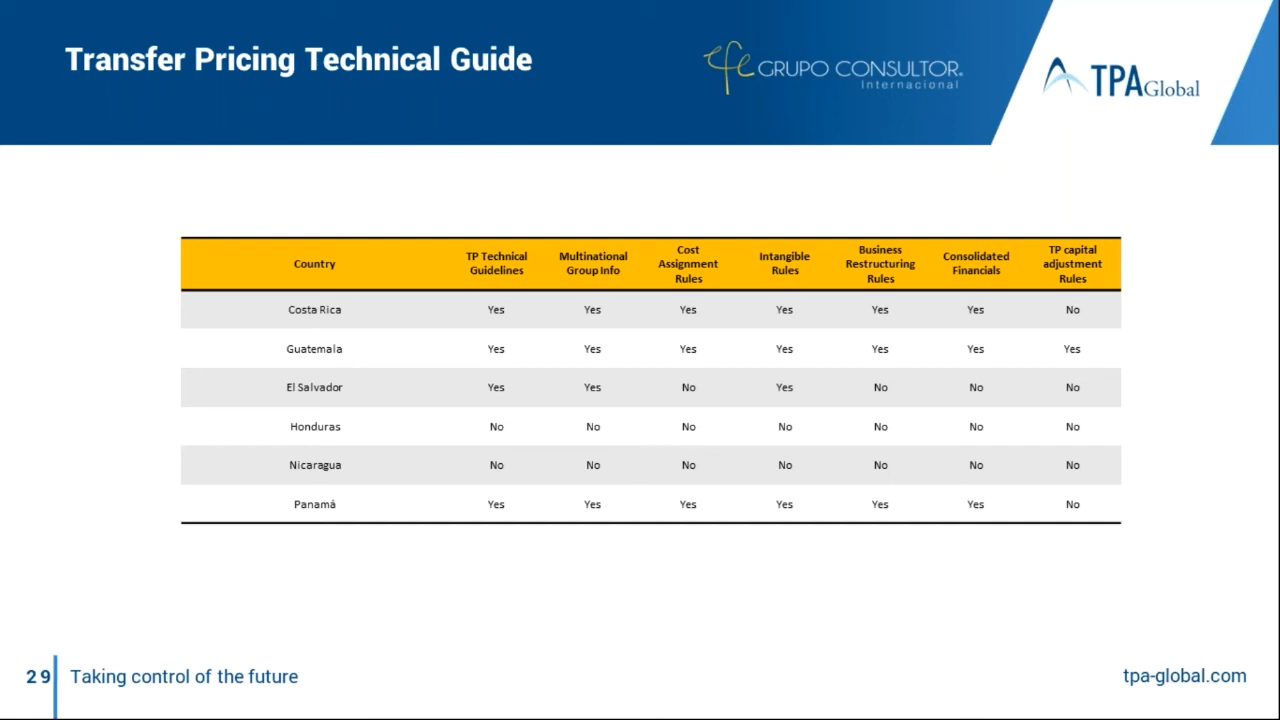 Transfer Pricing Technical Guide
efe GRUPO CONSULTOR®
internacional
TPA Global
Country TP Technical Guidelines Multinational Group Info Cost Assignment Rules Intangible Rules Business Restructuring Rules Consolidated Financials TP capital adjustment Rules
Costa Rica Yes Yes Yes Yes Yes Yes No
Guatemala Yes Yes Yes Yes Yes Yes Yes
El Salvador Yes Yes No Yes No No No
Honduras No No No No No No No
Nicaragua No No No No No No No
Panamá Yes Yes Yes Yes Yes Yes No
29 Taking control of the future
tpa-global.com